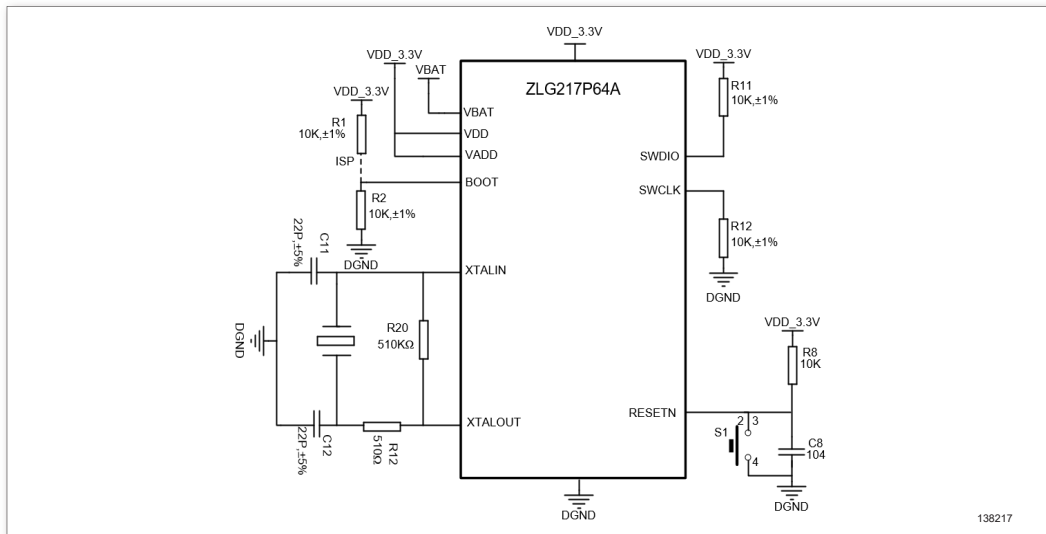 VDD_3.3V
VDD_3.3V
VBAT
VDD_3.3V
R1
10K,±1%
ISP
R2
10K,±1%
DGND
ZLG217P64A
VBAT
VDD
VADD
BOOT
XTALIN
XTALOUT
SWDIO
SWCLK
RESETN
VDD_3.3V
R11
10K,±1%
R12
10K,±1%
DGND
C11
22P,±5%
DGND
R20
510KΩ
C12
22P,±5%
R12
510Ω
VDD_3.3V
R8
10K
S1
2 3
4
C8
104
DGND
DGND
138217